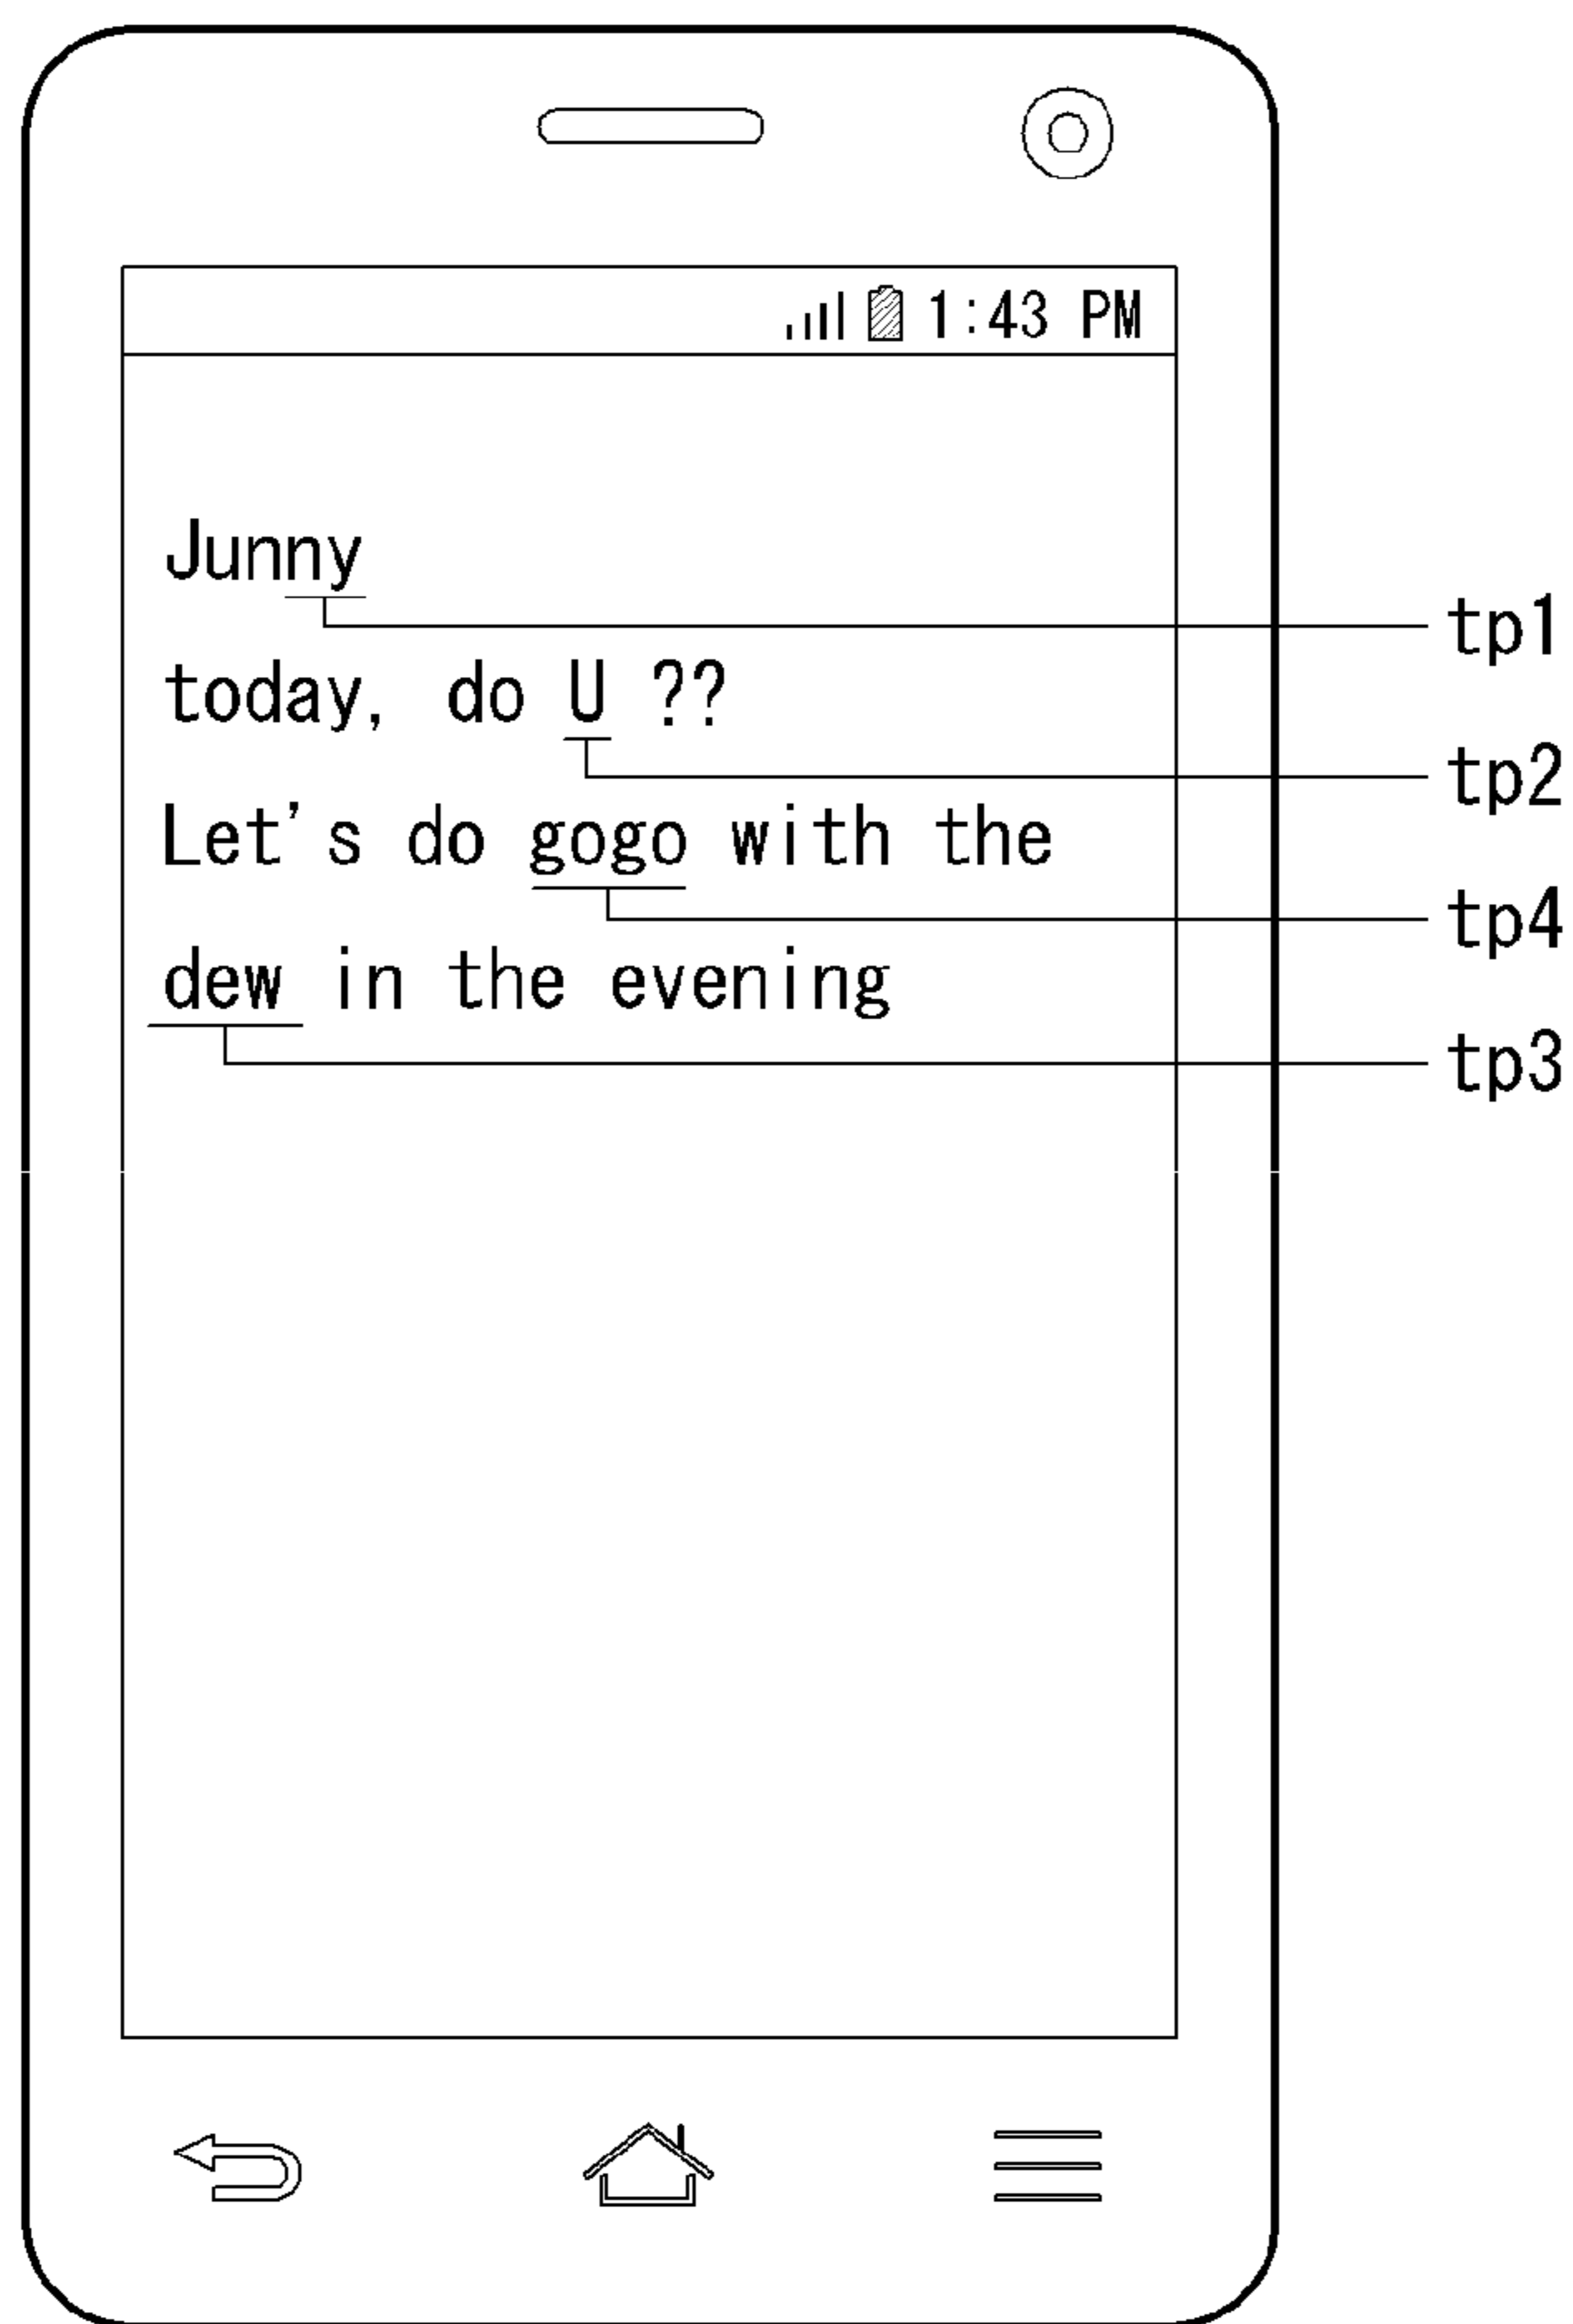 1:43 PM
Junny
tp1
today, do U ??
tp2
Let's do gogo with the
tp4
dew in the evening
tp3